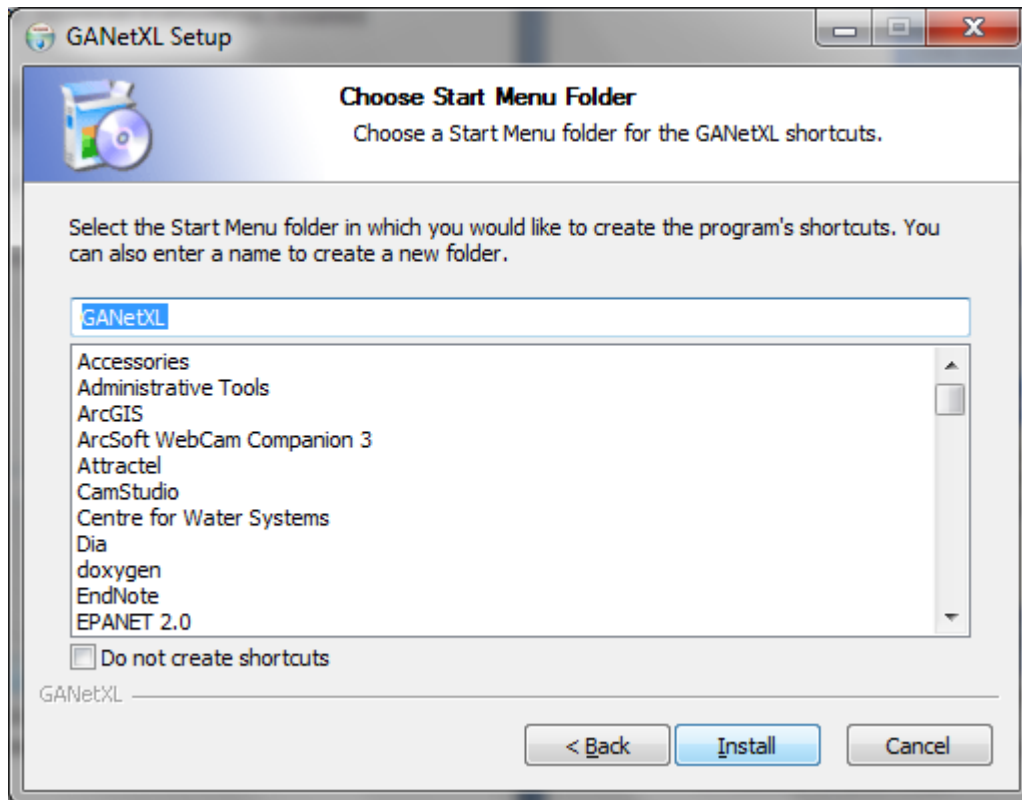 GANetXL Setup
Choose Start Menu Folder
Choose a Start Menu folder for the GANetXL shortcuts.
Select the Start Menu folder in which you would like to create the program's shortcuts. You
can also enter a name to create a new folder.
GANetXL
Accessories
Administrative Tools
ArcGIS
ArcSoft WebCam Companion 3
Attractel
CamStudio
Centre for Water Systems
Dia
doxygen
EndNote
EPANET 2.0
Do not create shortcuts
GANetXL
< Back Install Cancel